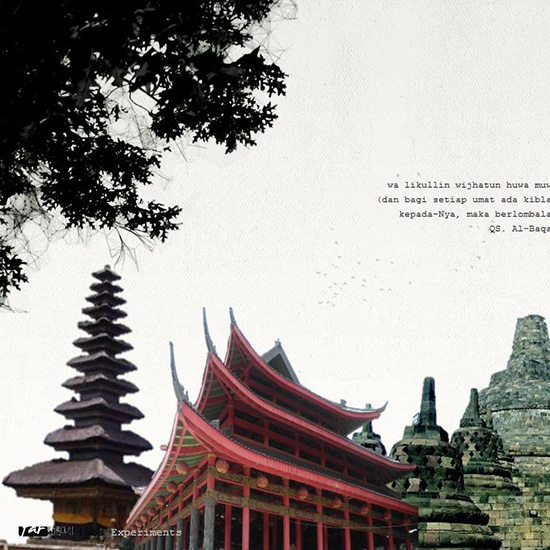 wa likullin wijhatun huwa muw
(dan bagi setiap umat ada kibla
kepada-Nya, maka berlombala
QS. Al-Baqa
Experiments